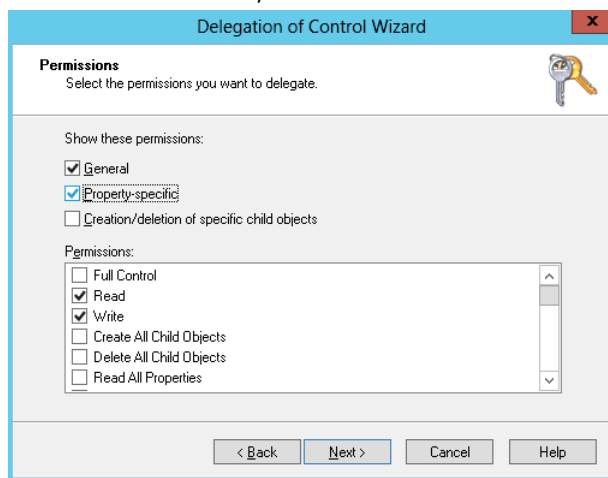 Delegation of Control Wizard
x
Permissions
Select the permissions you want to delegate.
Show these permissions:
General
Property-specific
Creation/deletion of specific child objects
Permissions:
Full Control
Read
Write
Create All Child Objects
Delete All Child Objects
Read All Properties
< Back Next > Cancel Help